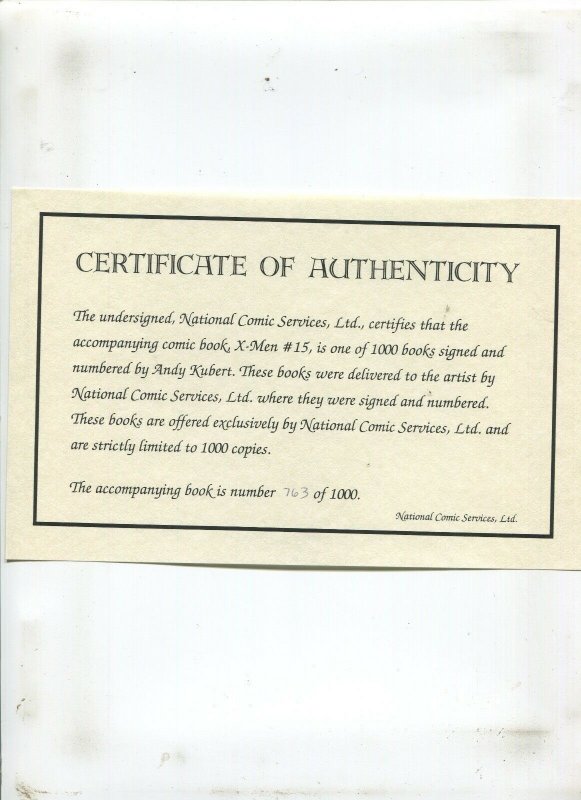 CERTIFICATE OF AUTHENTICITY
The undersigned, National Comic Services, Ltd., certifies that the
accompanying comic book, X-Men #15, is one of 1000 books signed and
numbered by Andy Kubert. These books were delivered to the artist by
National Comic Services, Ltd. where they were signed and numbered.
These books are offered exclusively by National Comic Services, Ltd. and
are strictly limited to 1000 copies.
The accompanying book is number 763 of 1000.
National Comic Services, Ltd.